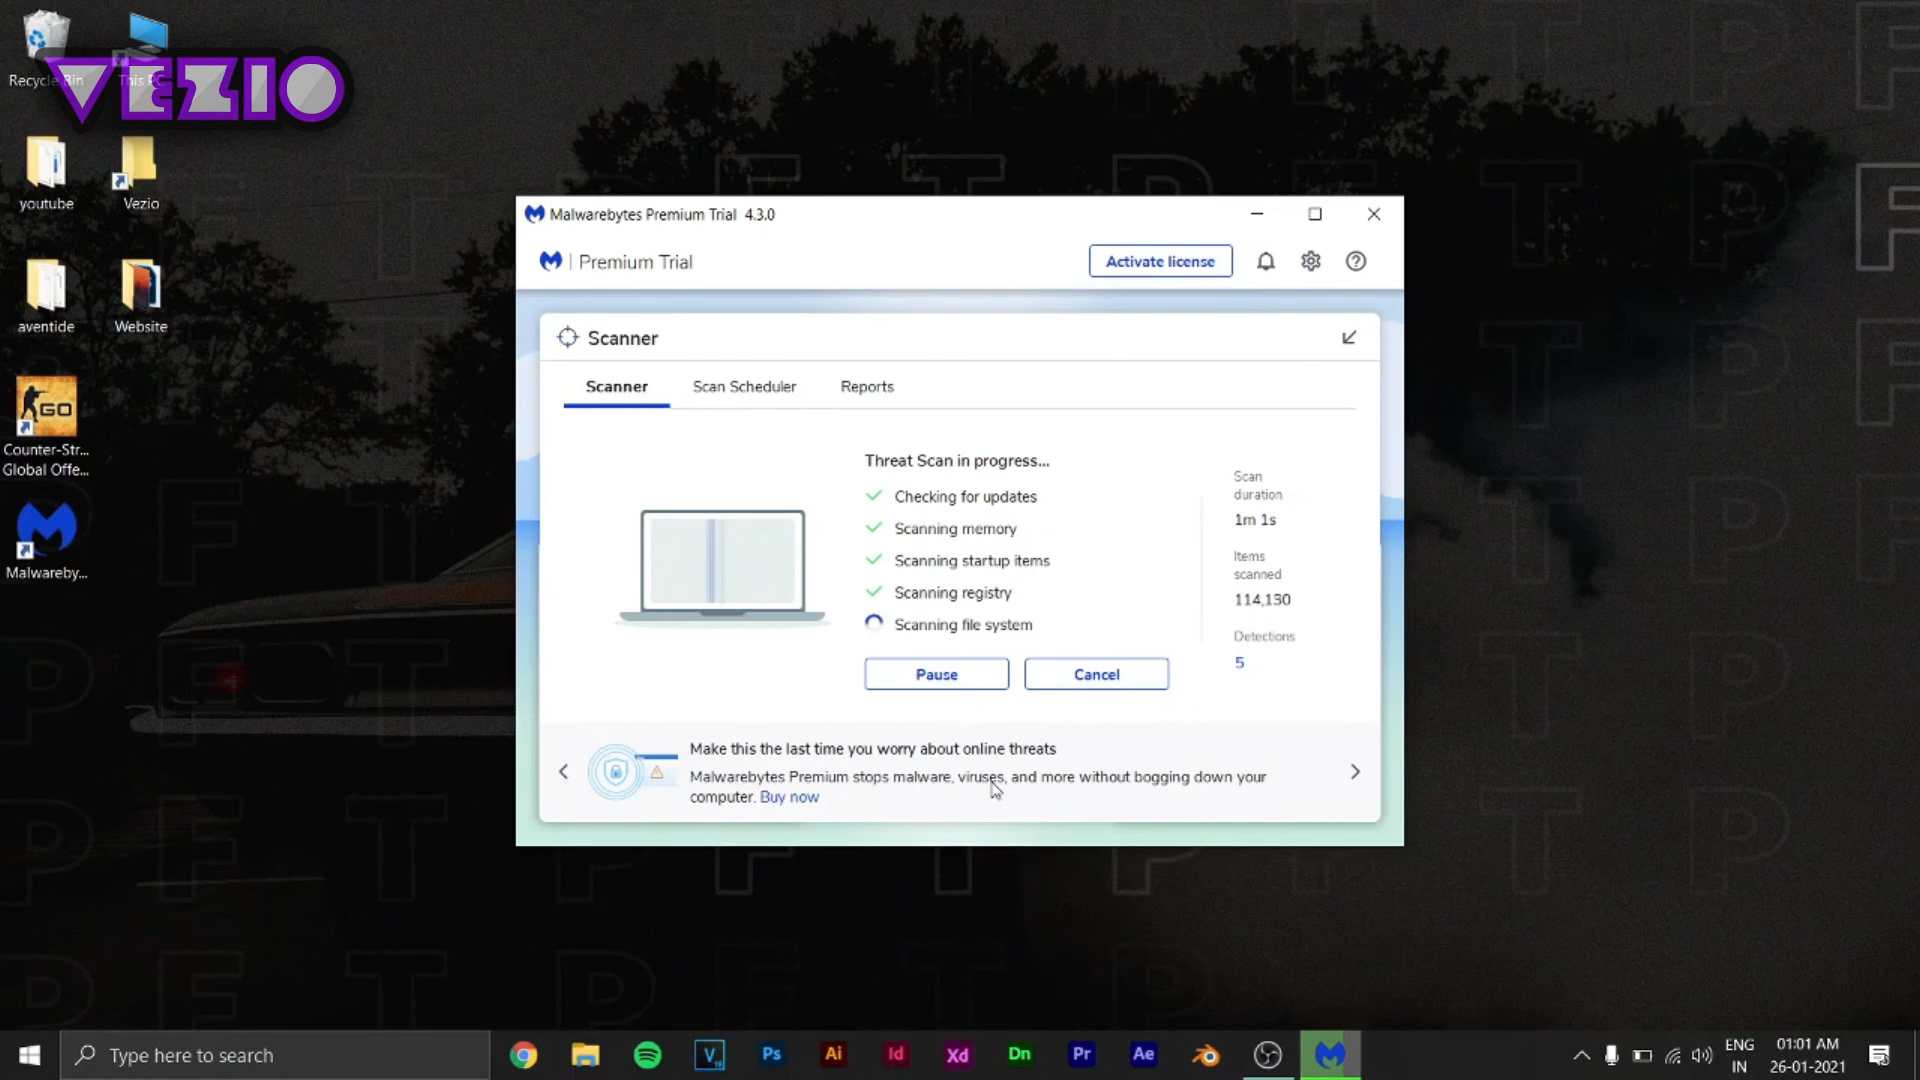 Recycle Bin
This PC
VEZIO
youtube
Vezio
aventide
Website
GO
Counter-Str...
Global Offe...
Malwareby...
Malwarebytes Premium Trial 4.3.0
Premium Trial
Activate license
Scanner
Scanner
Scan Scheduler
Reports
Threat Scan in progress...
Checking for updates
Scanning memory
Scanning startup items
Scanning registry
Scanning file system
Pause
Cancel
Scan
duration
1m 1s
Items
scanned
114,130
Detections
5
Make this the last time you worry about online threats
Malwarebytes Premium stops malware, viruses, and more without bogging down your
computer. Buy now
Type here to search
V
Ps
Ai
Id
Xd
Dn
Pr
Ae
ENG
IN
01:01 AM
26-01-2021